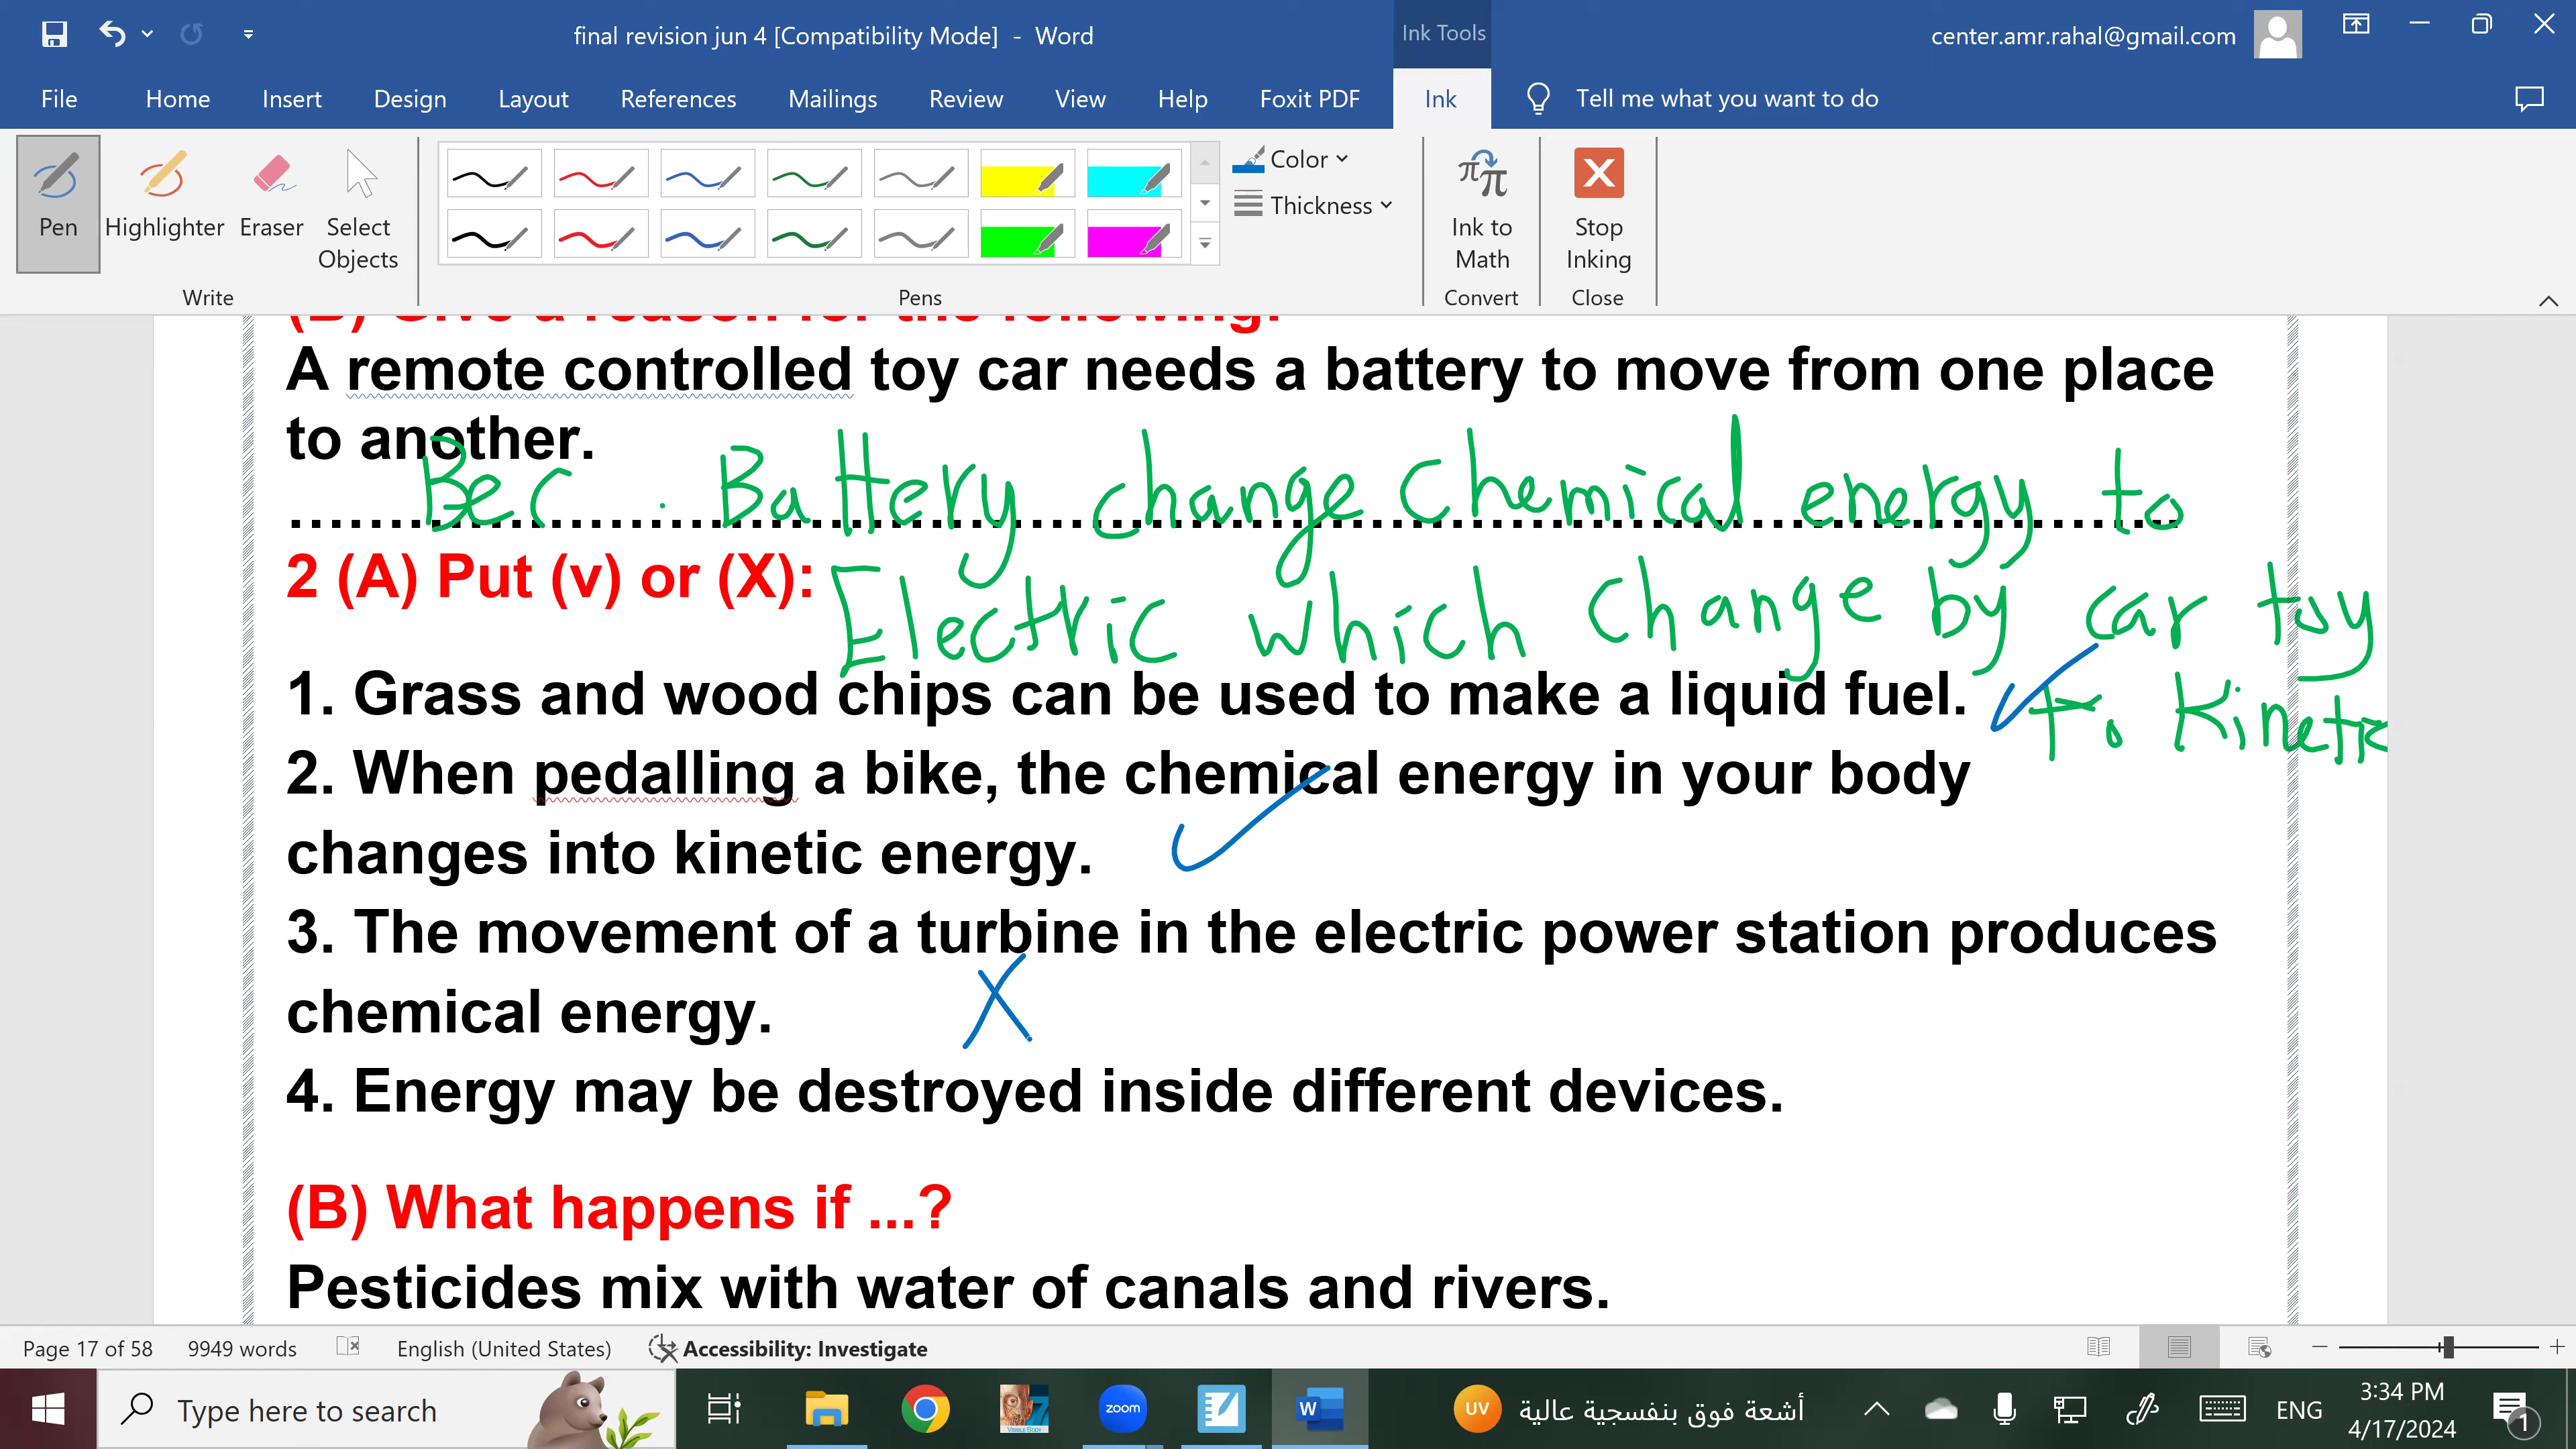 final revision jun 4 [Compatibility Mode] - Word
Ink Tools
center.amr.rahal@gmail.com
File Home Insert Design Layout References Mailings Review View Help Foxit PDF Ink Tell me what you want to do
Pen Highlighter Eraser Select Objects
Color
Thickness
Ink to Math
Stop Inking
Write Pens Convert Close
(B) Give a reason for the following:
A remote controlled toy car needs a battery to move from one place
to another.
Bec . Battery change chemical energy to
2 (A) Put (v) or (X):
Electric which change by car toy
1. Grass and wood chips can be used to make a liquid fuel. ✓
to Kinetic
2. When pedalling a bike, the chemical energy in your body
changes into kinetic energy. ✓
3. The movement of a turbine in the electric power station produces
chemical energy. X
4. Energy may be destroyed inside different devices.
(B) What happens if ...?
Pesticides mix with water of canals and rivers.
Page 17 of 58 9949 words English (United States) Accessibility: Investigate
Type here to search
zoom
W
UV
أشعة فوق بنفسجية عالية
ENG
3:34 PM
4/17/2024
1